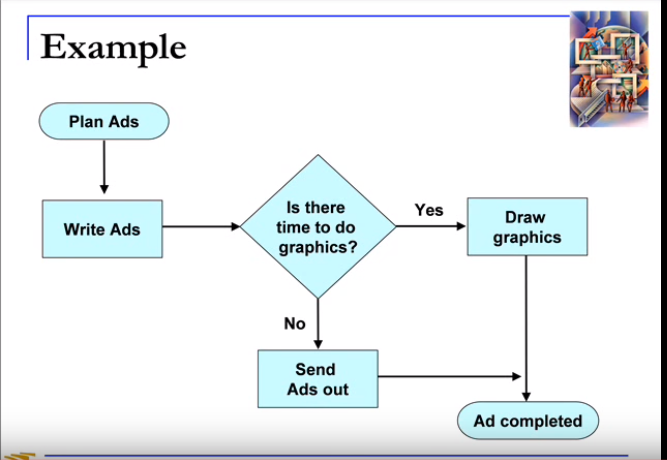 Example
Plan Ads
Write Ads
Is there
time to do
graphics?
Yes
Draw
graphics
No
Send
Ads out
Ad completed